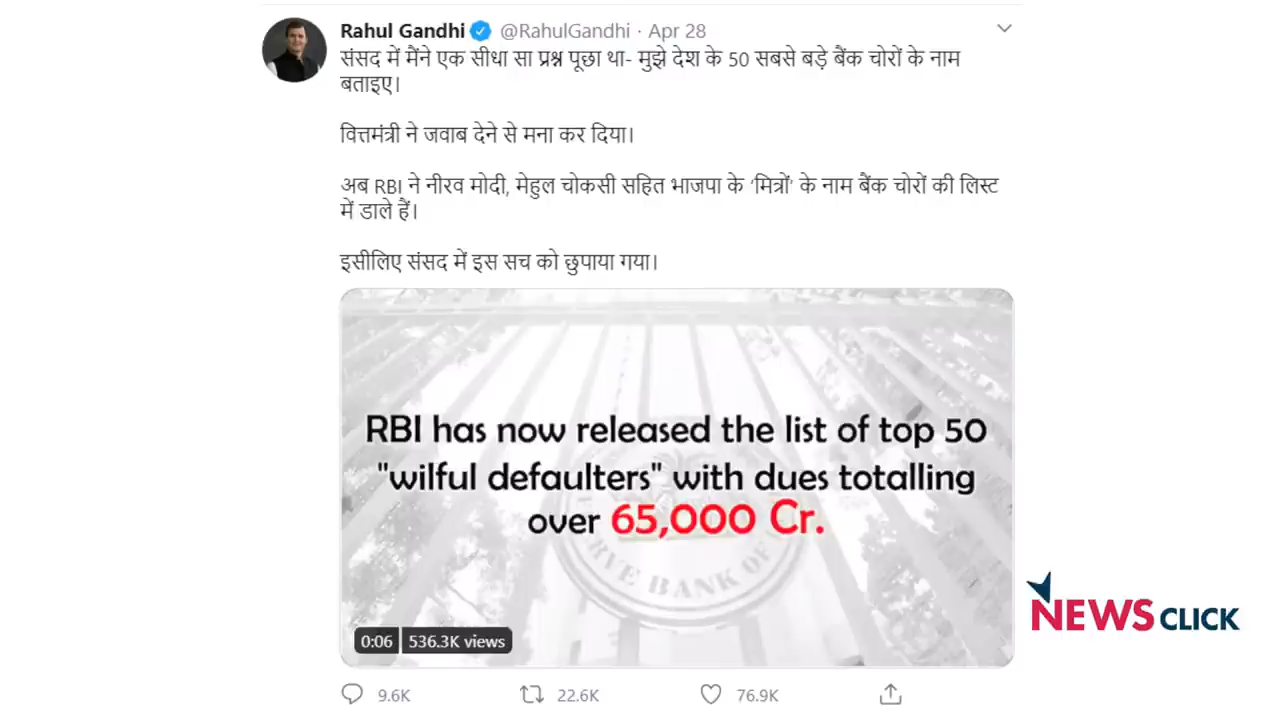 Rahul Gandhi @RahulGandhi · Apr 28
संसद में मैंने एक सीधा सा प्रश्न पूछा था- मुझे देश के 50 सबसे बड़े बैंक चोरों के नाम
बताइए।
वित्तमंत्री ने जवाब देने से मना कर दिया।
अब RBI ने नीरव मोदी, मेहुल चोकसी सहित भाजपा के ‘मित्रों’ के नाम बैंक चोरों की लिस्ट
में डाले हैं।
इसीलिए संसद में इस सच को छुपाया गया।
RBI has now released the list of top 50
"wilful defaulters" with dues totalling
over 65,000 Cr.
RVE BANK OF
0:06 536.3K views
NEWSCLICK
9.6K 22.6K 76.9K